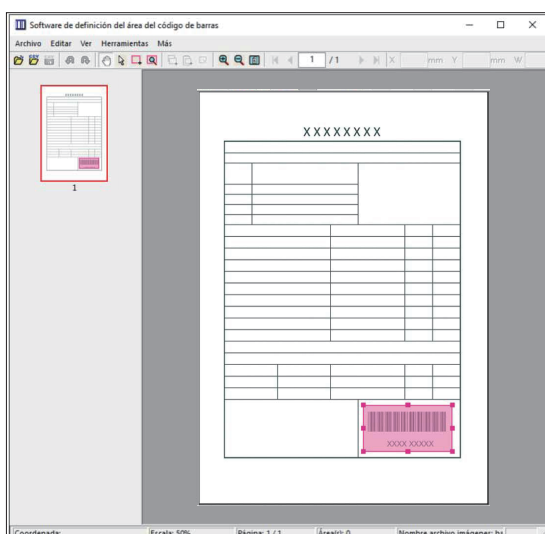 Software de definición del área del código de barras
Archivo Editar Ver Herramientas Más
1 / 1 X mm Y mm W
1
XXXXXXXX
XXXX XXXXX
Coordenada: Escala: 50% Página: 1 / 1 Área(s): 0 Nombre archivo imágenes: